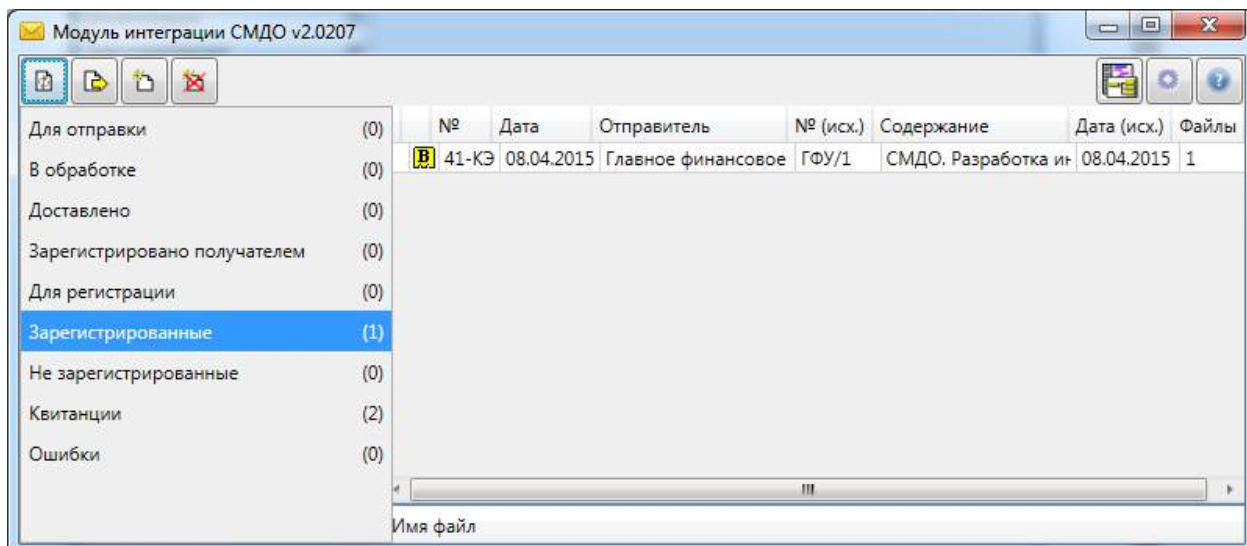 Модуль интеграции СМДО v2.0207
Для отправки (0)
В обработке (0)
Доставлено (0)
Зарегистрировано получателем (0)
Для регистрации (0)
Зарегистрированные (1)
Не зарегистрированные (0)
Квитанции (2)
Ошибки (0)
№ Дата Отправитель № (исх.) Содержание Дата (исх.) Файлы
В 41-КЭ 08.04.2015 Главное финансовое ГФУ/1 СМДО. Разработка ин 08.04.2015 1
Имя файл